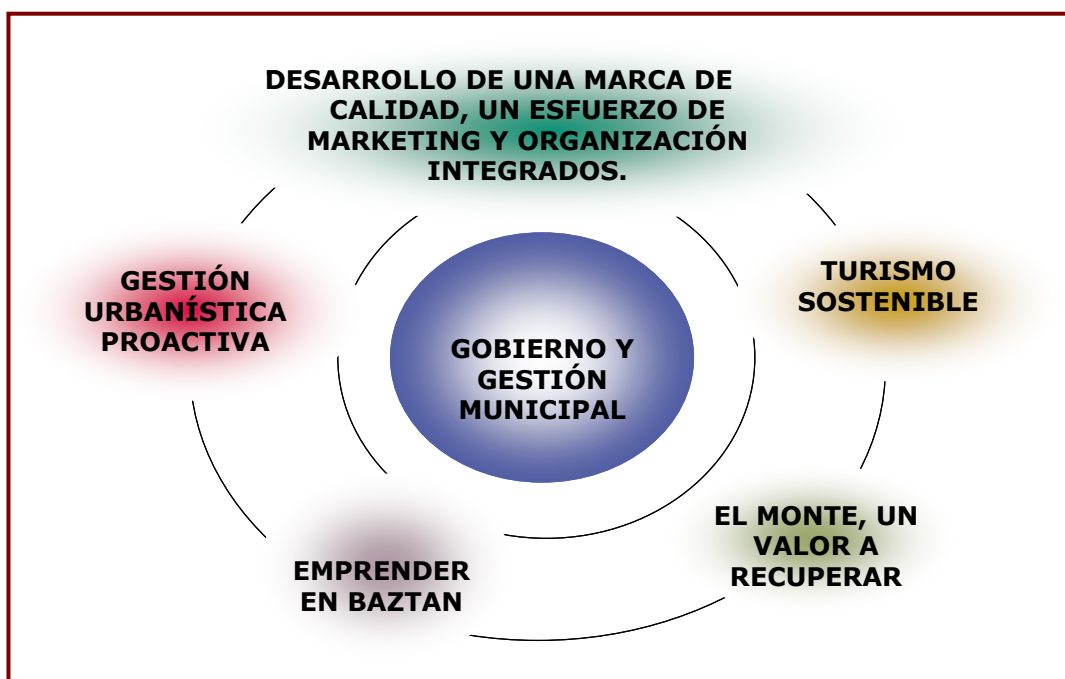 DESARROLLO DE UNA MARCA DE
CALIDAD, UN ESFUERZO DE
MARKETING Y ORGANIZACIÓN
INTEGRADOS.
GESTIÓN
URBANÍSTICA
PROACTIVA
TURISMO
SOSTENIBLE
GOBIERNO Y
GESTIÓN
MUNICIPAL
EL MONTE, UN
VALOR A
RECUPERAR
EMPRENDER
EN BAZTAN